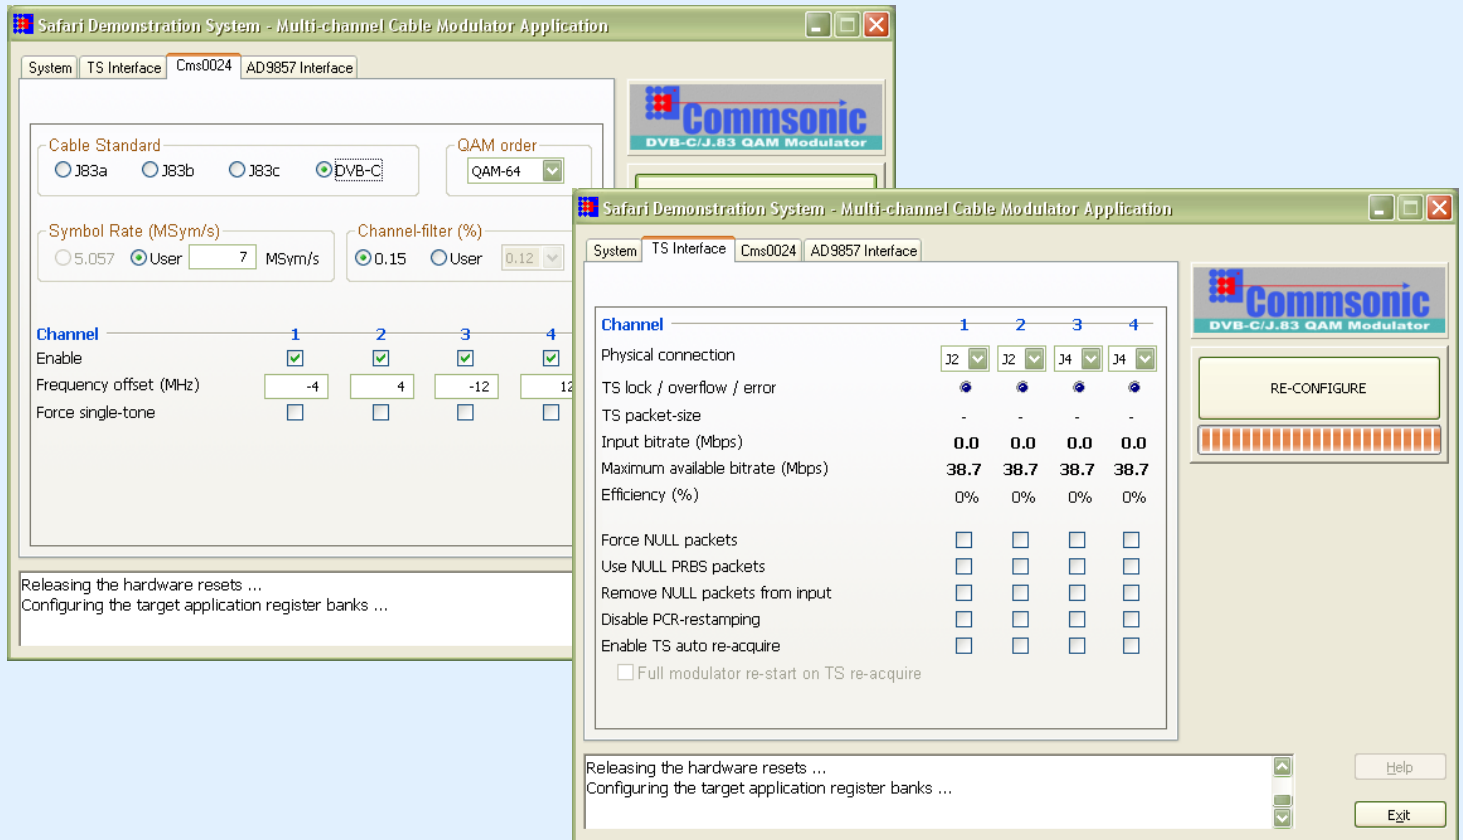 Safari Demonstration System - Multi-channel Cable Modulator Application
System TS Interface Cms0024 AD9857 Interface
Commsonic
DVB-C/J.83 QAM Modulator
Cable Standard
J83a J83b J83c DVB-C
QAM order
QAM-64
Symbol Rate (MSym/s)
5.057 User 7 MSym/s
Channel-filter (%)
0.15 User 0.12
Channel 1 2 3 4
Enable
Frequency offset (MHz) -4 4 -12 12
Force single-tone
Releasing the hardware resets ...
Configuring the target application register banks ...
Safari Demonstration System - Multi-channel Cable Modulator Application
System TS Interface Cms0024 AD9857 Interface
Commsonic
DVB-C/J.83 QAM Modulator
RE-CONFIGURE
Channel 1 2 3 4
Physical connection J2 J2 J4 J4
TS lock / overflow / error
TS packet-size - - - -
Input bitrate (Mbps) 0.0 0.0 0.0 0.0
Maximum available bitrate (Mbps) 38.7 38.7 38.7 38.7
Efficiency (%) 0% 0% 0% 0%
Force NULL packets
Use NULL PRBS packets
Remove NULL packets from input
Disable PCR-restamping
Enable TS auto re-acquire
Full modulator re-start on TS re-acquire
Releasing the hardware resets ...
Configuring the target application register banks ...
Help
Exit